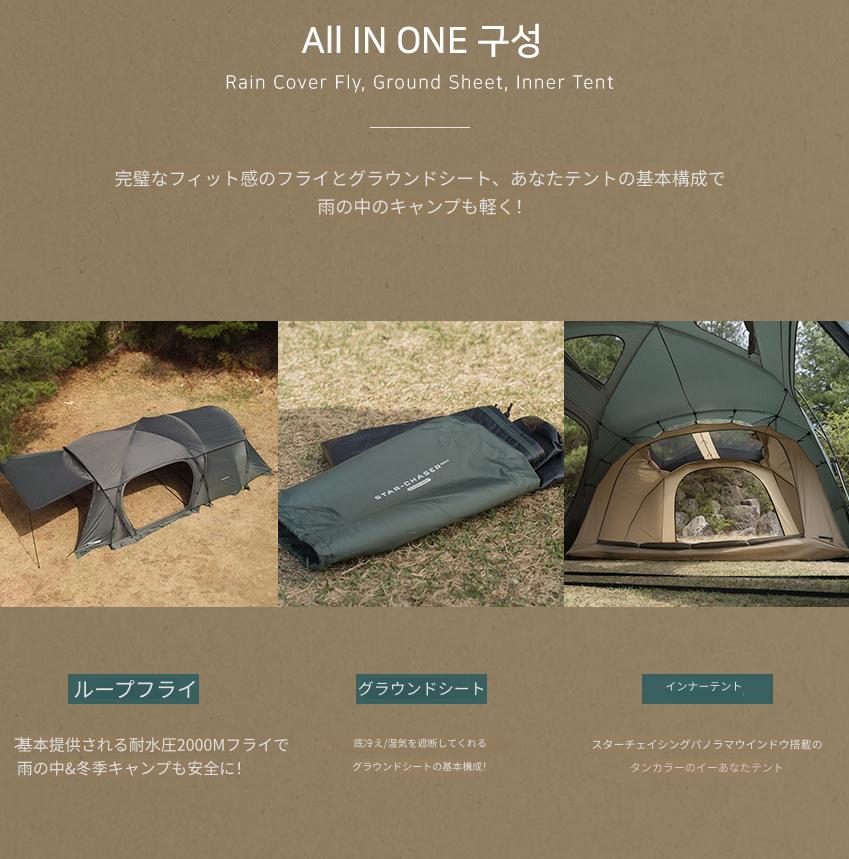 All IN ONE 구성
Rain Cover Fly, Ground Sheet, Inner Tent
完璧なフィット感のフライとグラウンドシート、あなたテントの基本構成で
雨の中のキャンプも軽く!
STAR-CHASER
ループフライ
グラウンドシート
インナーテント
基本提供される耐水圧2000Mフライで
雨の中&冬季キャンプも安全に!
底冷え/湿気を遮断してくれる
グラウンドシートの基本構成!
スターチェイシングパノラマウインドウ搭載の
タンカラーのイーあなたテント